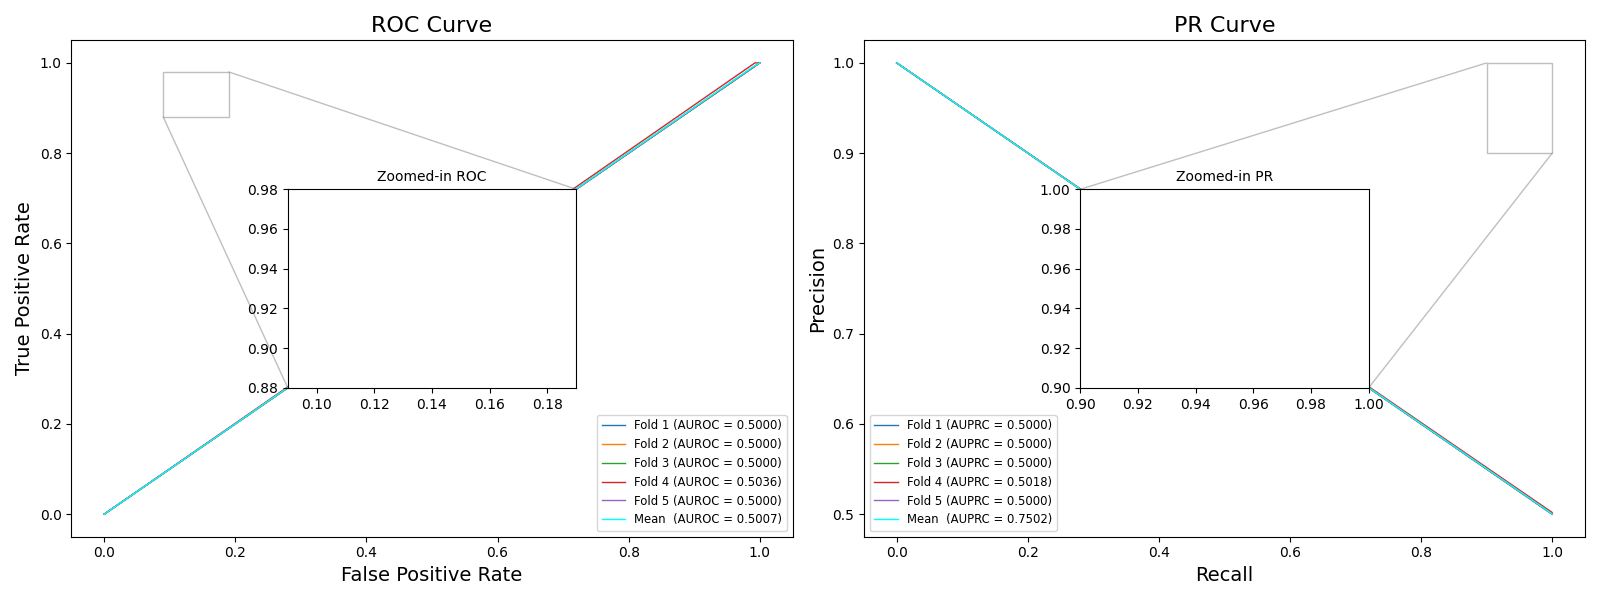 ROC Curve
True Positive Rate
1.0
0.8
0.6
0.4
0.2
0.0
Zoomed-in ROC
0.98
0.96
0.94
0.92
0.90
0.88
0.10 0.12 0.14 0.16 0.18
Fold 1 (AUROC = 0.5000)
Fold 2 (AUROC = 0.5000)
Fold 3 (AUROC = 0.5000)
Fold 4 (AUROC = 0.5036)
Fold 5 (AUROC = 0.5000)
Mean (AUROC = 0.5007)
0.0 0.2 0.4 0.6 0.8 1.0
False Positive Rate
PR Curve
Precision
1.0
0.9
0.8
0.7
0.6
0.5
Zoomed-in PR
1.00
0.98
0.96
0.94
0.92
0.90
0.90 0.92 0.94 0.96 0.98 1.00
Fold 1 (AUPRC = 0.5000)
Fold 2 (AUPRC = 0.5000)
Fold 3 (AUPRC = 0.5000)
Fold 4 (AUPRC = 0.5018)
Fold 5 (AUPRC = 0.5000)
Mean (AUPRC = 0.7502)
0.0 0.2 0.4 0.6 0.8 1.0
Recall